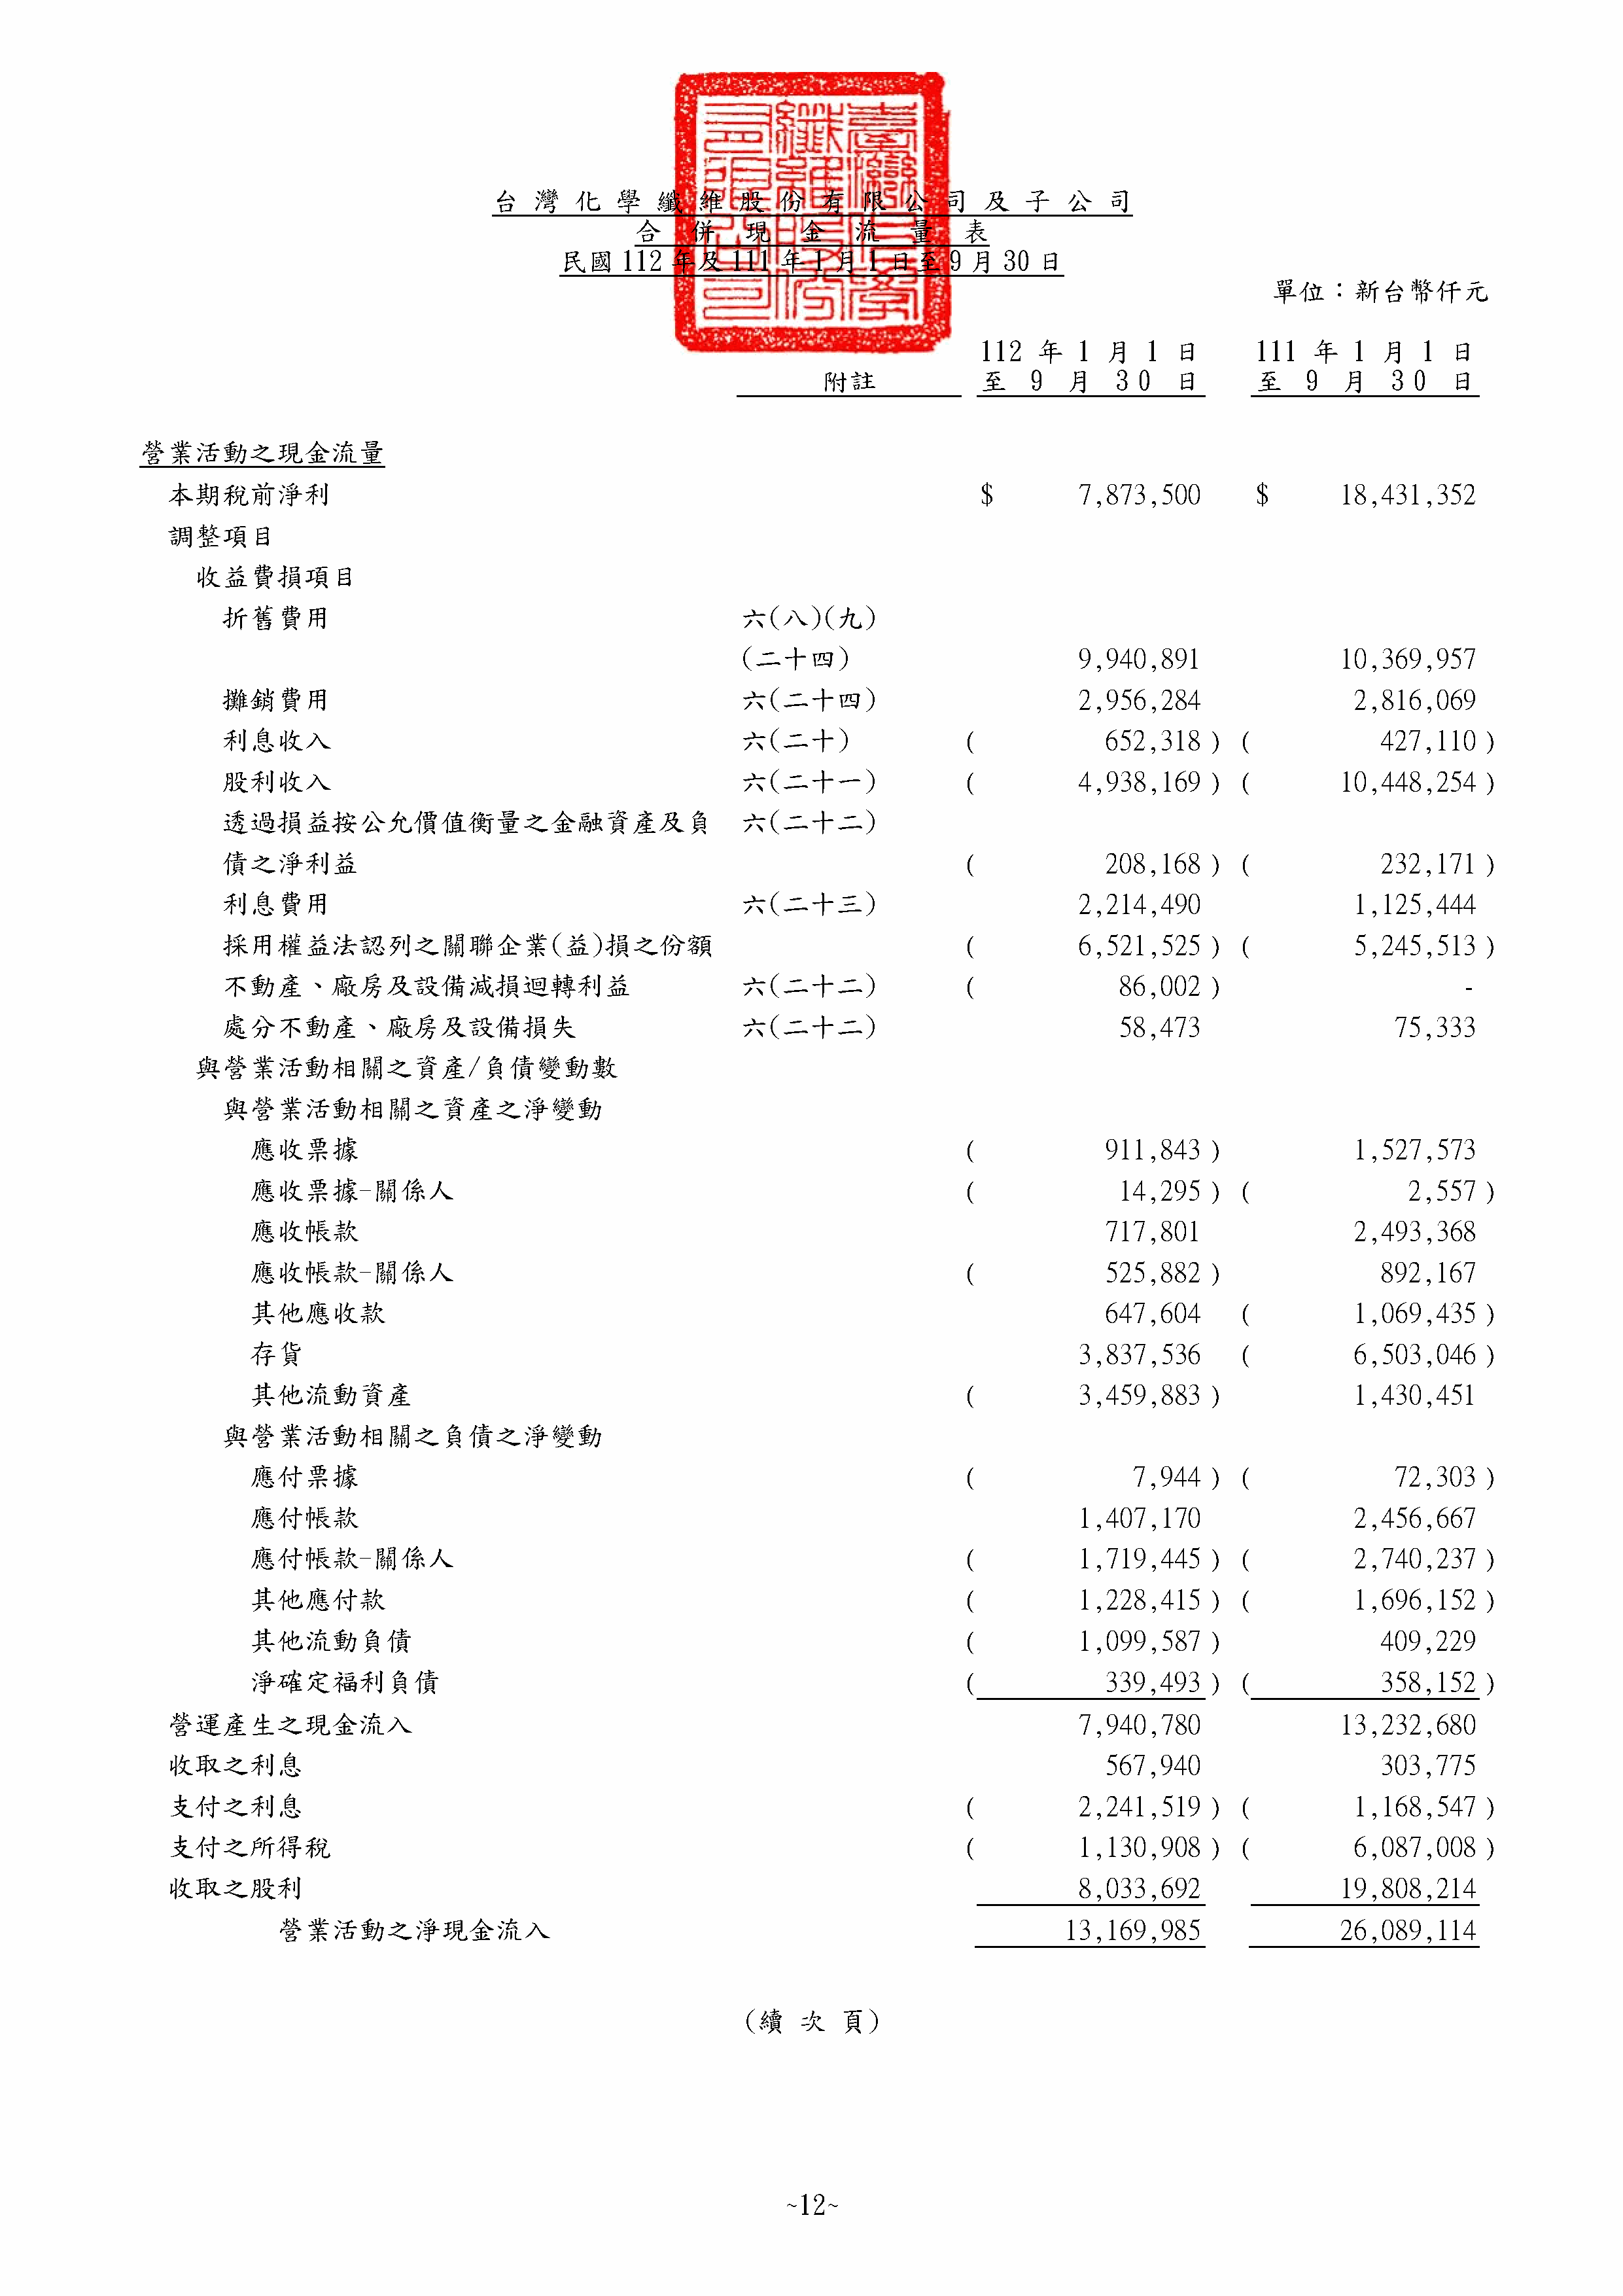 台灣化學纖維股份有限公司及子公司
合併現金流量表
民國112年及111年1月1日至9月30日
單位：新台幣仟元
112 年 1 月 1 日 111 年 1 月 1 日
附註 至 9 月 30 日 至 9 月 30 日
營業活動之現金流量
本期稅前淨利 $ 7,873,500 $ 18,431,352
調整項目
收益費損項目
折舊費用 六(八)(九)
(二十四) 9,940,891 10,369,957
攤銷費用 六(二十四) 2,956,284 2,816,069
利息收入 六(二十) ( 652,318 ) ( 427,110 )
股利收入 六(二十一) ( 4,938,169 ) ( 10,448,254 )
透過損益按公允價值衡量之金融資產及負 六(二十二)
債之淨利益 ( 208,168 ) ( 232,171 )
利息費用 六(二十三) 2,214,490 1,125,444
採用權益法認列之關聯企業(益)損之份額 ( 6,521,525 ) ( 5,245,513 )
不動產、廠房及設備減損迴轉利益 六(二十二) ( 86,002 ) -
處分不動產、廠房及設備損失 六(二十二) 58,473 75,333
與營業活動相關之資產/負債變動數
與營業活動相關之資產之淨變動
應收票據 ( 911,843 ) 1,527,573
應收票據-關係人 ( 14,295 ) ( 2,557 )
應收帳款 717,801 2,493,368
應收帳款-關係人 ( 525,882 ) 892,167
其他應收款 647,604 ( 1,069,435 )
存貨 3,837,536 ( 6,503,046 )
其他流動資產 ( 3,459,883 ) 1,430,451
與營業活動相關之負債之淨變動
應付票據 ( 7,944 ) ( 72,303 )
應付帳款 1,407,170 2,456,667
應付帳款-關係人 ( 1,719,445 ) ( 2,740,237 )
其他應付款 ( 1,228,415 ) ( 1,696,152 )
其他流動負債 ( 1,099,587 ) 409,229
淨確定福利負債 ( 339,493 ) ( 358,152 )
營運產生之現金流入 7,940,780 13,232,680
收取之利息 567,940 303,775
支付之利息 ( 2,241,519 ) ( 1,168,547 )
支付之所得稅 ( 1,130,908 ) ( 6,087,008 )
收取之股利 8,033,692 19,808,214
營業活動之淨現金流入 13,169,985 26,089,114
(續 次 頁)
~12~